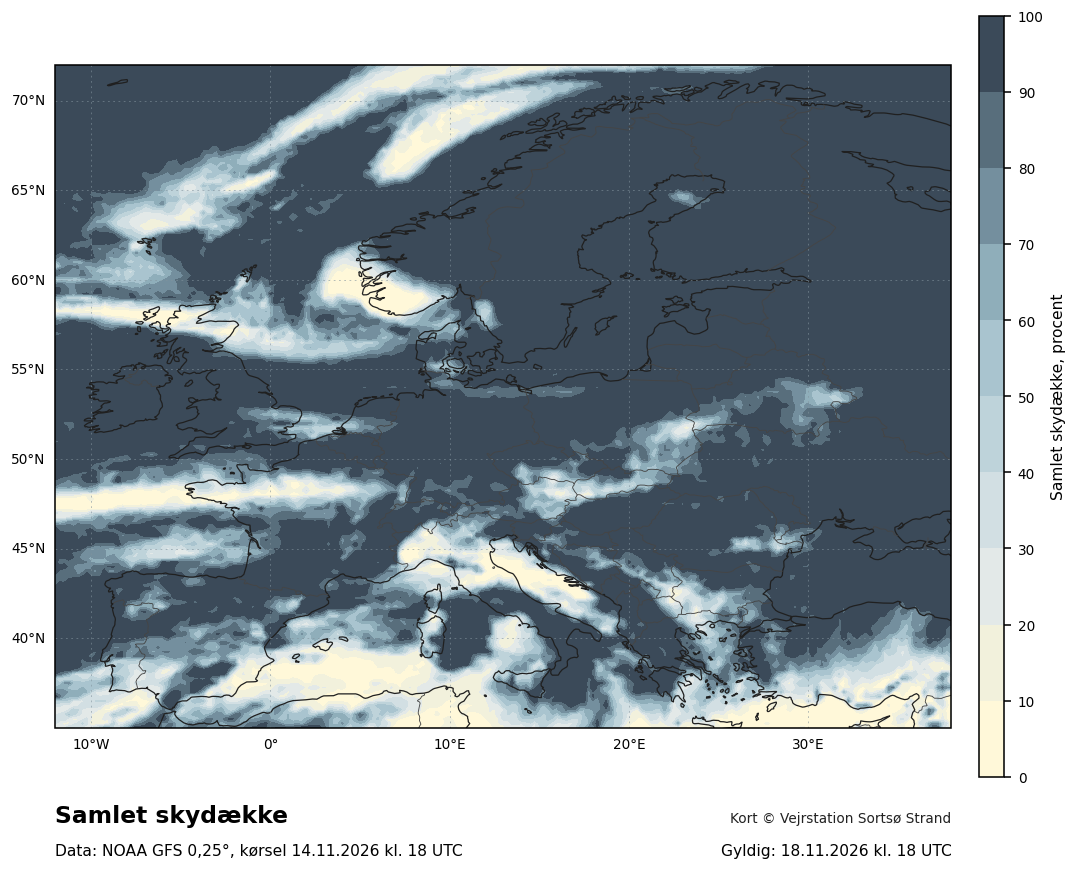 70°N
65°N
60°N
55°N
50°N
45°N
40°N
10°W 0° 10°E 20°E 30°E
100
90
80
70
60
50
40
30
20
10
0
Samlet skydække, procent
Samlet skydække
Kort © Vejrstation Sortsø Strand
Data: NOAA GFS 0,25°, kørsel 14.11.2026 kl. 18 UTC
Gyldig: 18.11.2026 kl. 18 UTC